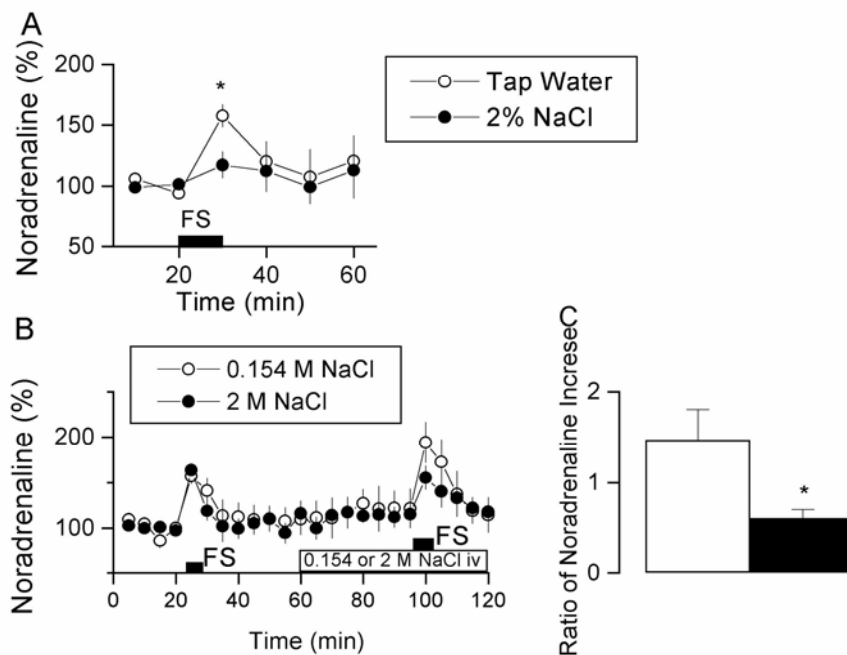 A
Noradrenaline (%)
200
150
100
50
*
FS
20
40
60
Time (min)
Tap Water
2% NaCl
B
Noradrenaline (%)
200
100
0.154 M NaCl
2 M NaCl
FS
FS
0.154 or 2 M NaCl iv
0
20
40
60
80
100
120
Time (min)
C
Ratio of Noradrenaline Increse
2
1
0
*